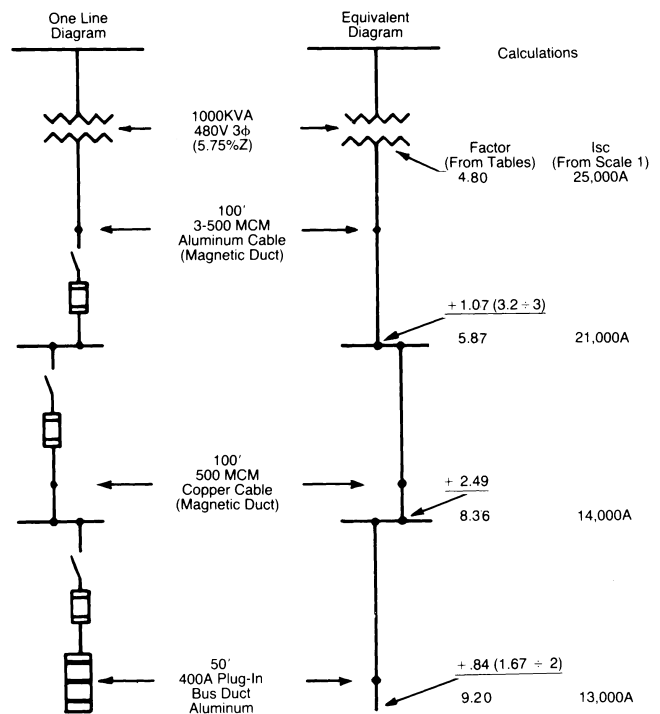 One Line
Diagram
Equivalent
Diagram
Calculations
1000KVA
480V 3ϕ
(5.75%Z)
Factor
(From Tables)
4.80
Isc
(From Scale 1)
25,000A
100′
3-500 MCM
Aluminum Cable
(Magnetic Duct)
+ 1.07 (3.2 ÷ 3)
5.87
21,000A
100′
500 MCM
Copper Cable
(Magnetic Duct)
+ 2.49
8.36
14,000A
50′
400A Plug-In
Bus Duct
Aluminum
+ .84 (1.67 ÷ 2)
9.20
13,000A